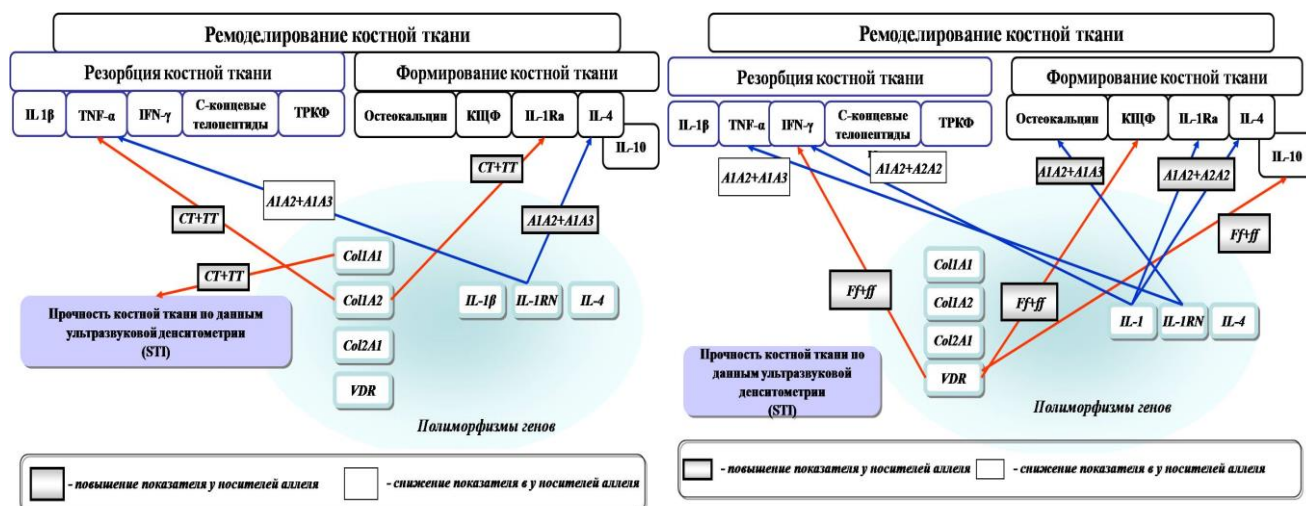 Ремоделирование костной ткани
Резорбция костной ткани
Формирование костной ткани
IL 1β
TNF-α
IFN-γ
С-концевые
телопептиды
ТРКФ
Остеокальцин
КЩФ
IL-1Ra
IL-4
IL-10
CT+TT
A1A2+A1A3
A1A2+A1A3
CT+TT
CT+TT
Col1A1
Col1A2
Col2A1
VDR
IL-1β
IL-1RN
IL-4
Прочность костной ткани по данным
ультразвуковой денситометрии
(STI)
Полиморфизмы генов
- повышение показателя у носителей аллеля
- снижение показателя в у носителей аллеля
Ремоделирование костной ткани
Резорбция костной ткани
Формирование костной ткани
IL-1β
TNF-α
IFN-γ
С-концевые
телопептиды
ТРКФ
Остеокальцин
КЩФ
IL-1Ra
IL-4
IL-10
A1A2+A1A3
A1A2+A2A2
A1A2+A1A3
A1A2+A2A2
Ff+ff
Ff+ff
Ff+ff
Col1A1
Col1A2
Col2A1
VDR
IL-1
IL-1RN
IL-4
Прочность костной ткани по
данным ультразвуковой
денситометрии
(STI)
Полиморфизмы генов
- повышение показателя у носителей аллеля
- снижение показателя в у носителей аллеля